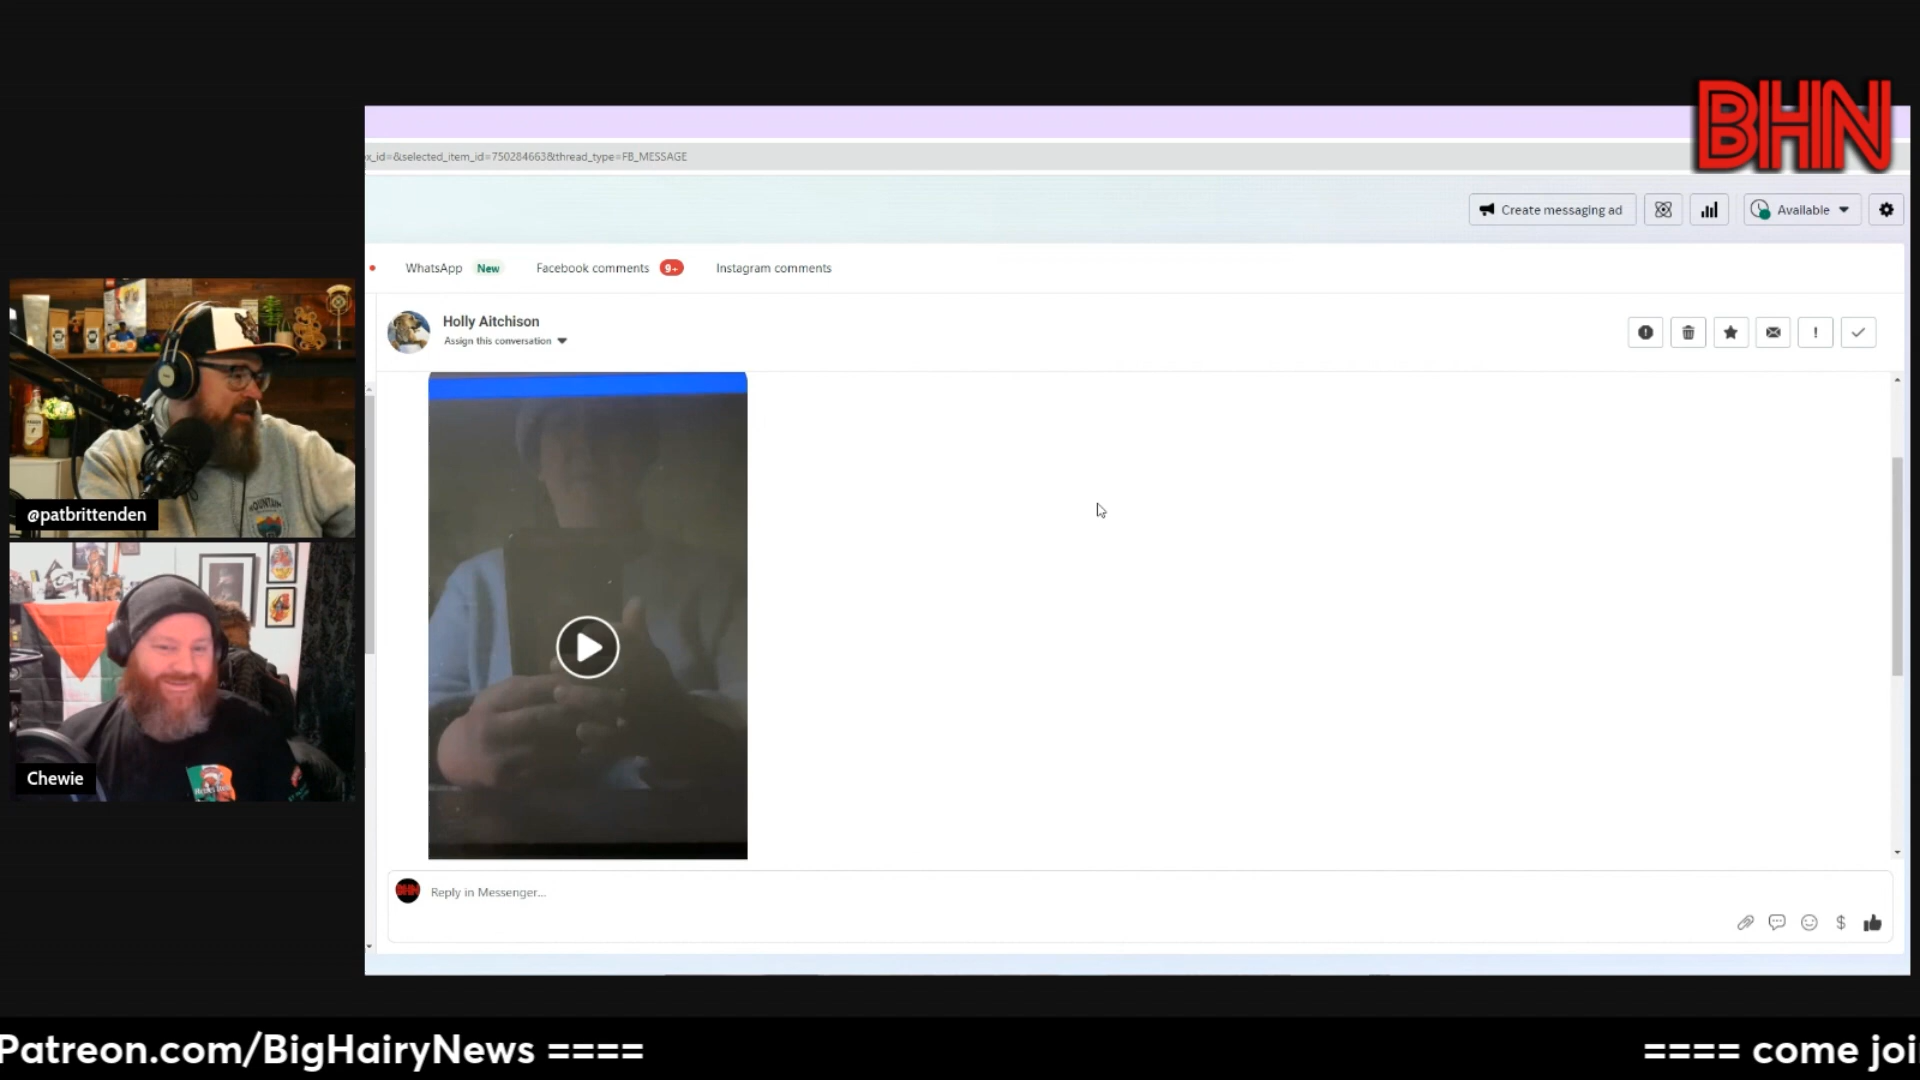 BHN
x_id=&selected_item_id=750284663&thread_type=FB_MESSAGE
Create messaging ad
Available
WhatsApp New Facebook comments 9+ Instagram comments
Holly Aitchison
Assign this conversation
@patbrittenden
Chewie
BHN
Reply in Messenger...
Patreon.com/BigHairyNews ==== ==== come joi